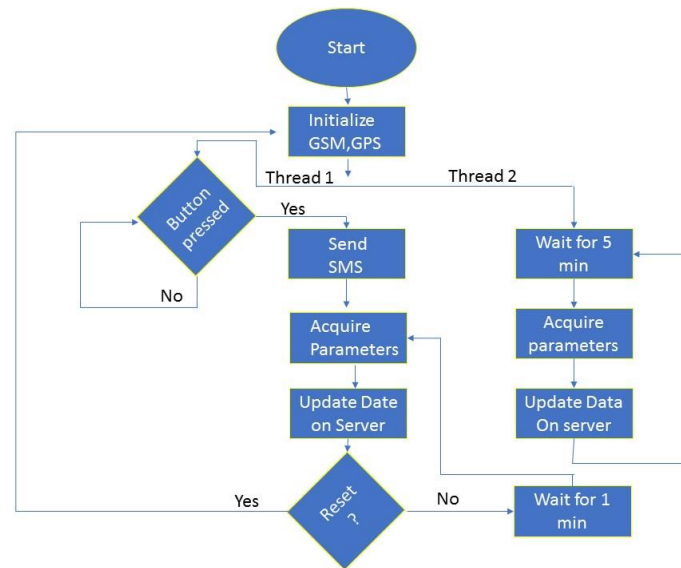 Start
Initialize
GSM,GPS
Thread 1
Thread 2
Button
pressed
Yes
No
Send
SMS
Wait for 5
min
Acquire
Parameters
Acquire
parameters
Update Date
on Server
Update Data
On server
Reset
?
Yes
No
Wait for 1
min